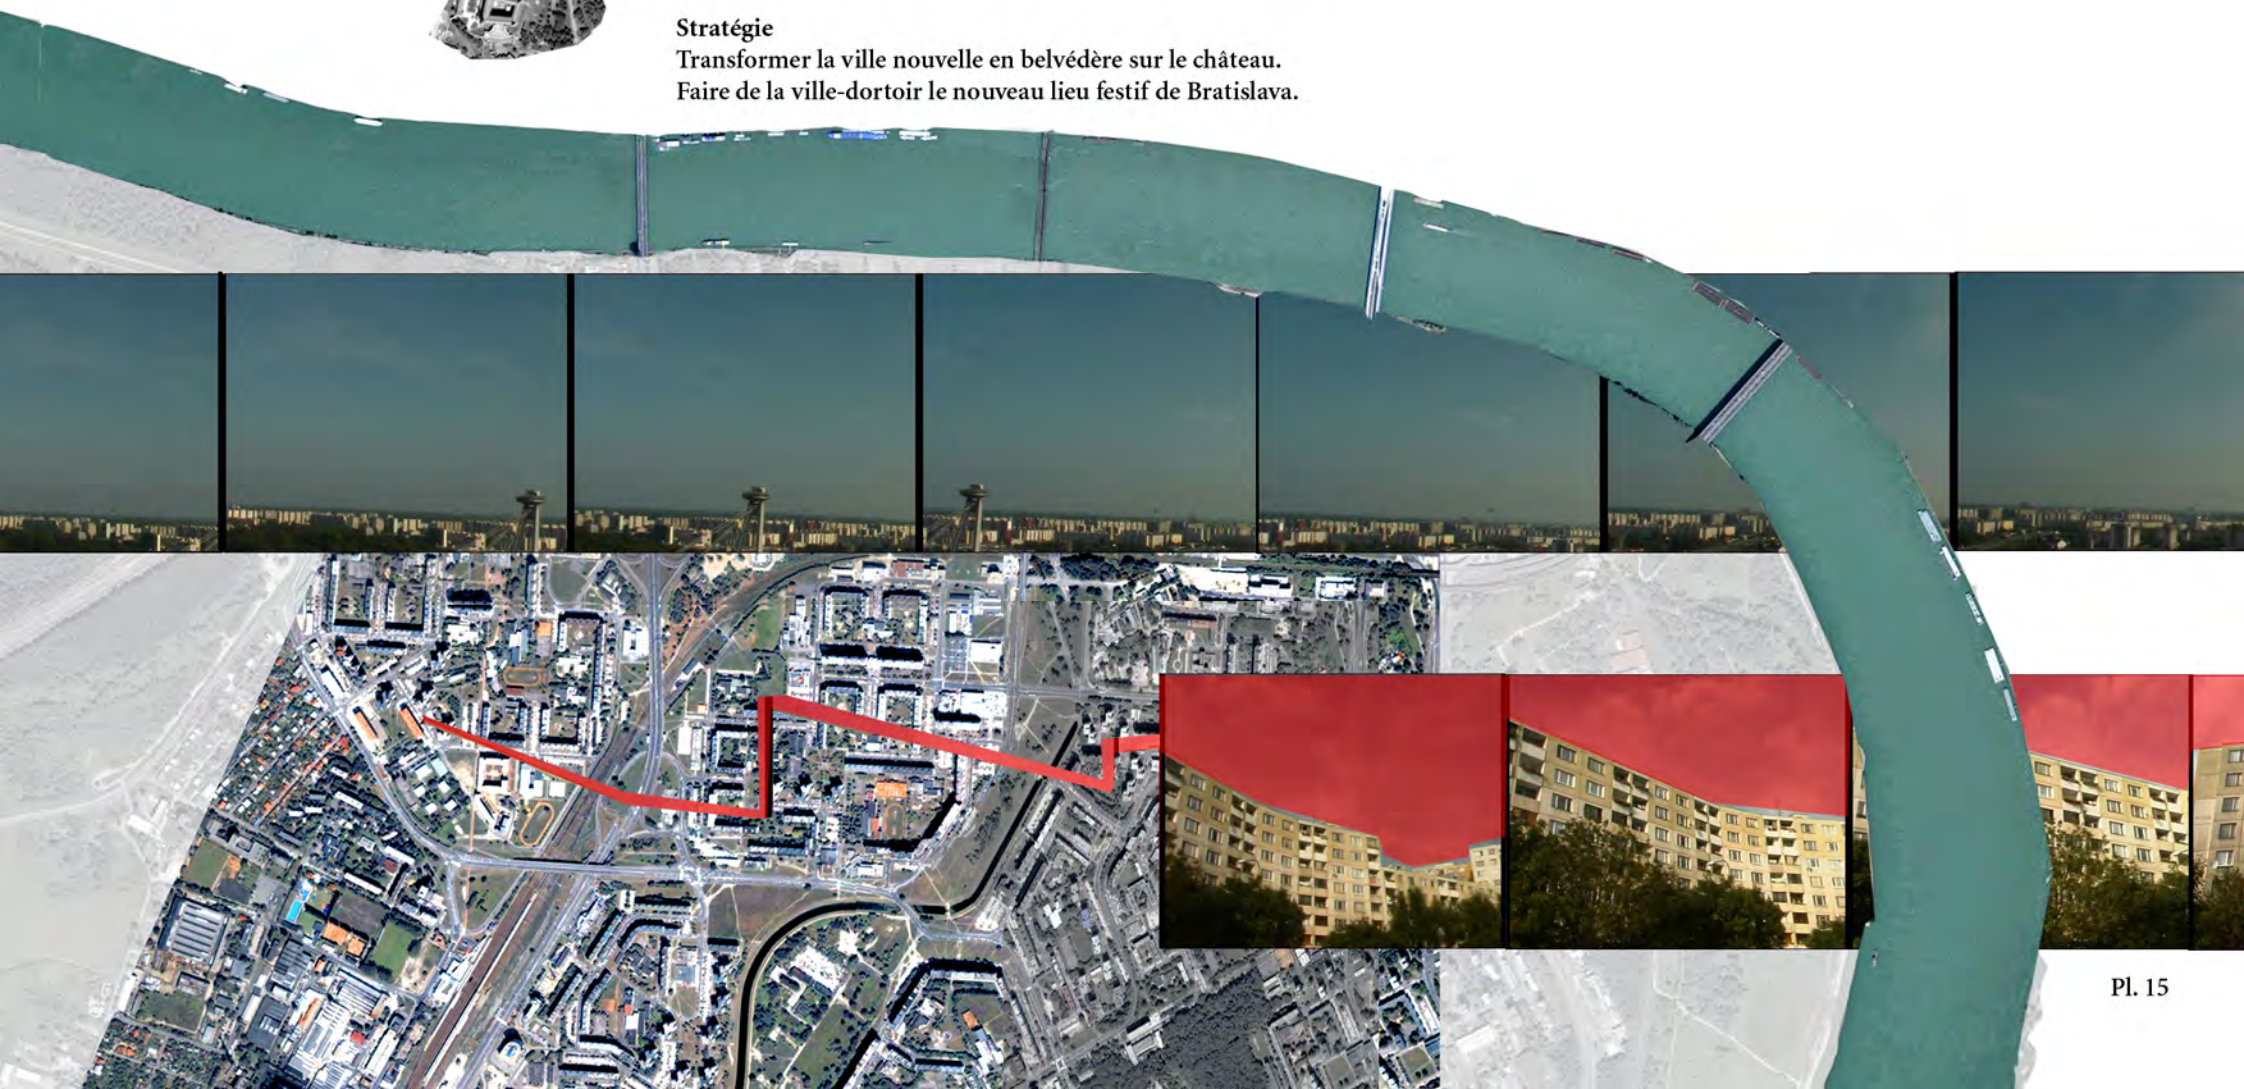 Stratégie
Transformer la ville nouvelle en belvédère sur le château.
Faire de la ville-dortoir le nouveau lieu festif de Bratislava.
Pl. 15